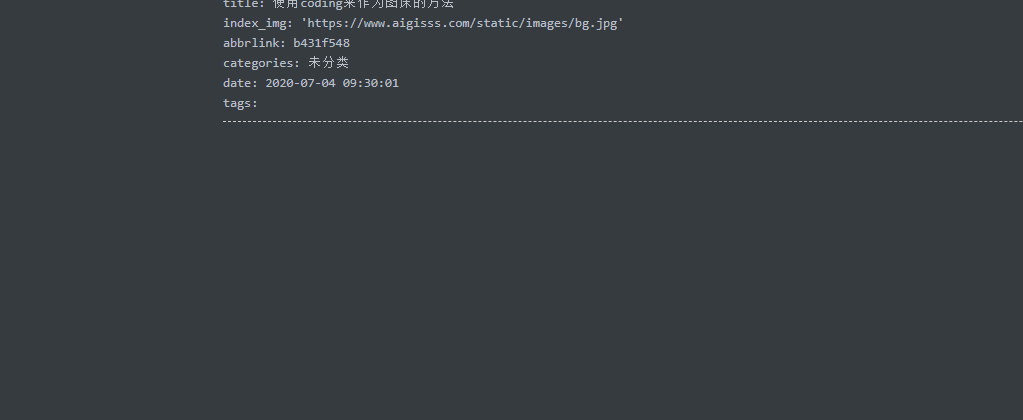 title: 使用coding来作为图床的方法
index_img: 'https://www.aigisss.com/static/images/bg.jpg'
abbrlink: b431f548
categories: 未分类
date: 2020-07-04 09:30:01
tags: